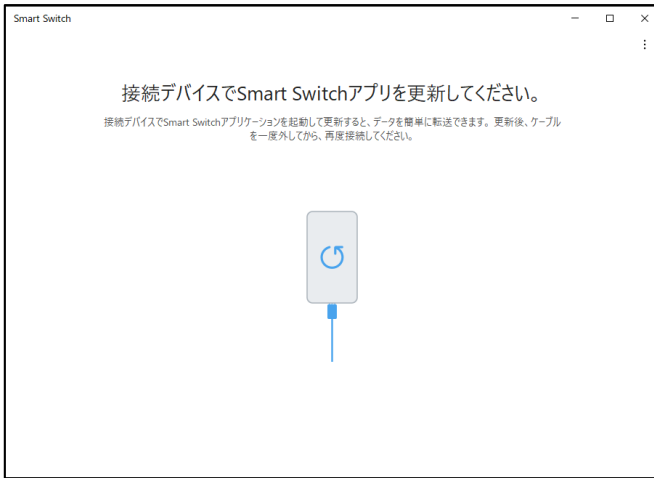 Smart Switch
接続デバイスでSmart Switchアプリを更新してください。
接続デバイスでSmart Switchアプリケーションを起動して更新すると、データを簡単に転送できます。更新後、ケーブル
を一度外してから、再度接続してください。